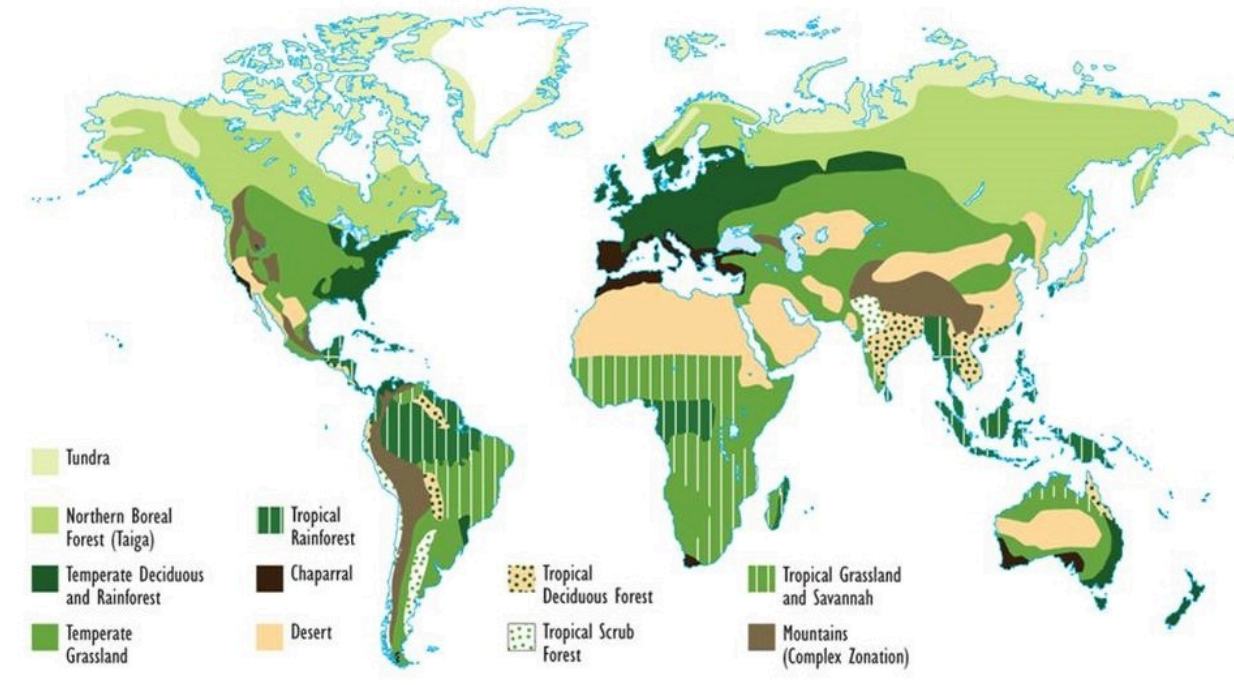 Tundra
Northern Boreal
Forest (Taiga)
Temperate Deciduous
and Rainforest
Temperate
Grassland
Tropical
Rainforest
Chaparral
Desert
Tropical
Deciduous Forest
Tropical Scrub
Forest
Tropical Grassland
and Savannah
Mountains
(Complex Zonation)